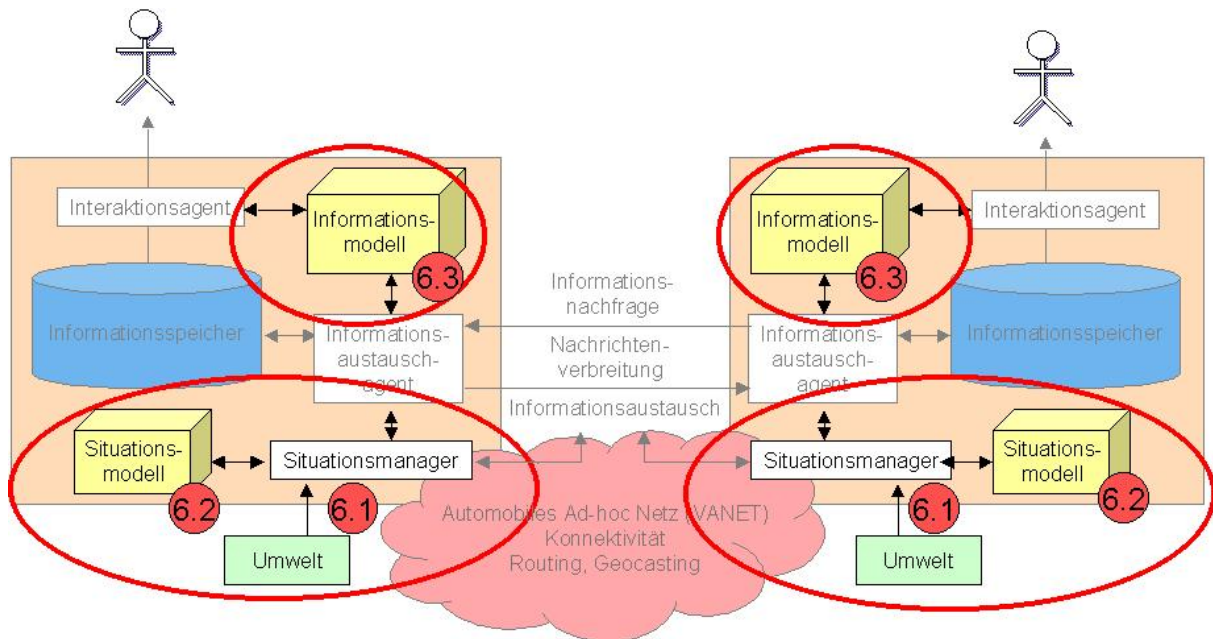 Interaktionsagent
Informations-
modell
6.3
Informationsspeicher
Informations-
austausch-
agent
Situations-
modell
6.2
Situationsmanager
6.1
Umwelt
Informations-
nachfrage
Nachrichten-
verbreitung
Informationsaustausch
Automobiles Ad-hoc Netz (VANET)
Konnektivität
Routing, Geocasting
Informations-
modell
6.3
Interaktionsagent
Informations-
austausch-
agent
Informationsspeicher
Situationsmanager
6.1
Situations-
modell
6.2
Umwelt